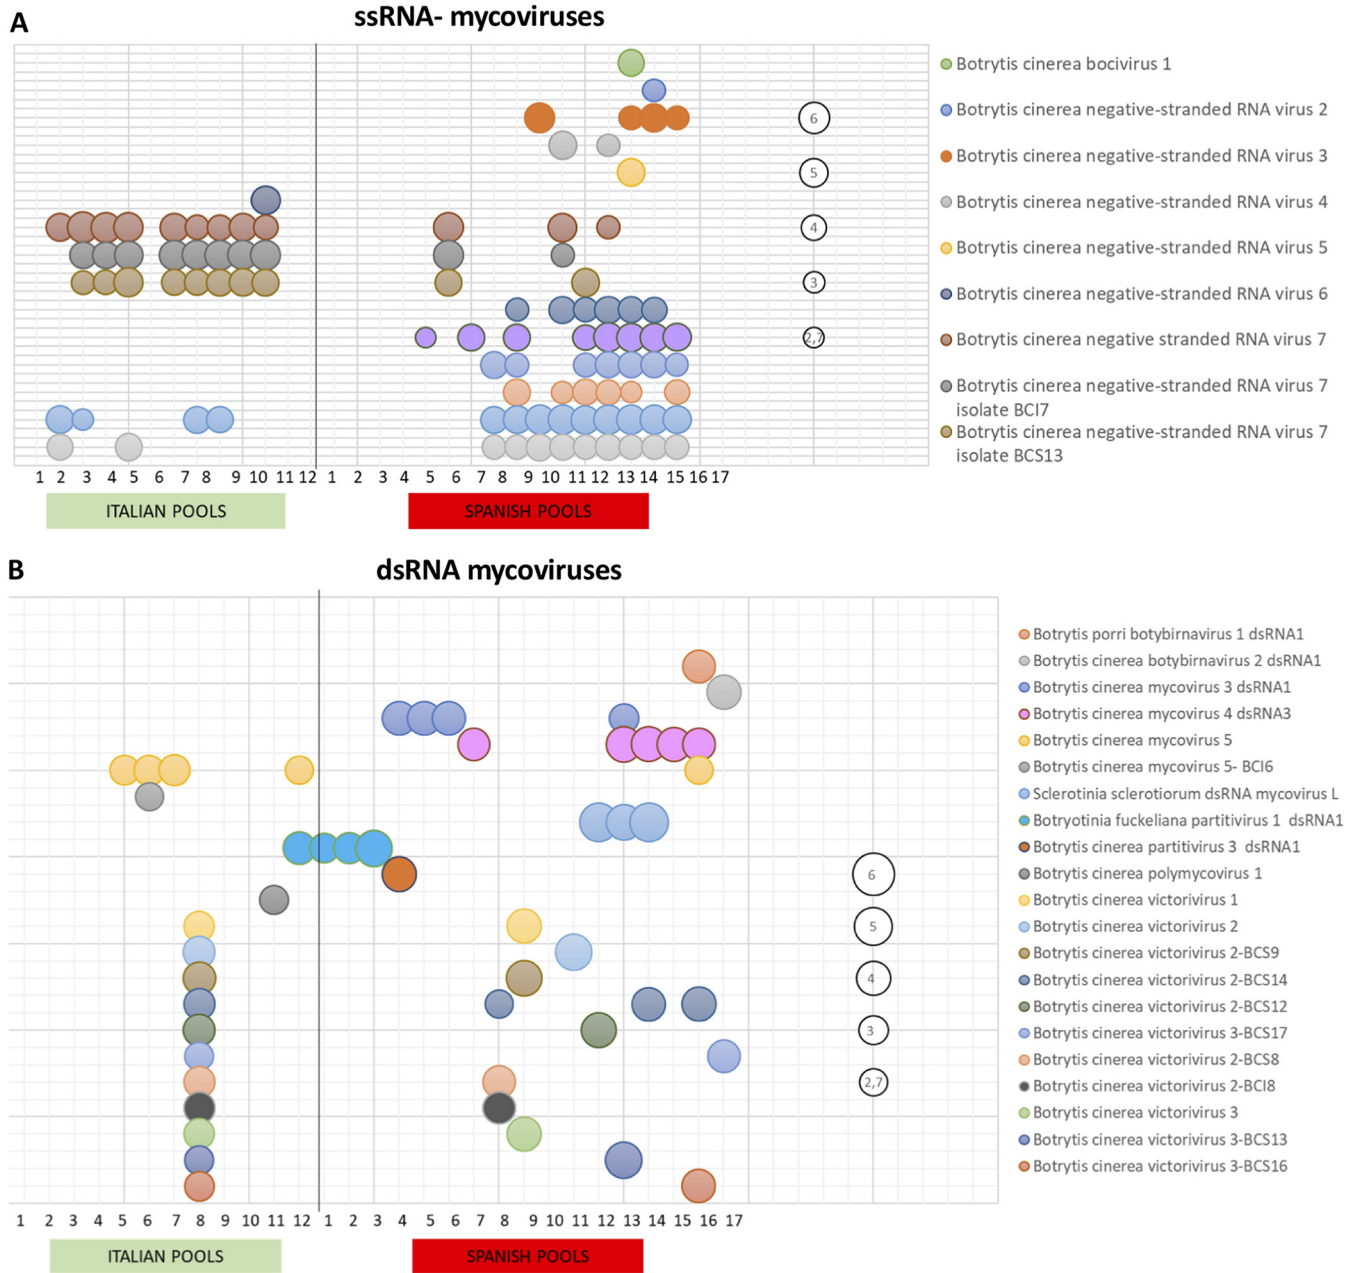 A
ssRNA- mycoviruses
Botrytis cinerea bocivirus 1
Botrytis cinerea negative-stranded RNA virus 2
6
Botrytis cinerea negative-stranded RNA virus 3
5
Botrytis cinerea negative-stranded RNA virus 4
4
Botrytis cinerea negative-stranded RNA virus 5
3
Botrytis cinerea negative-stranded RNA virus 6
2,7
Botrytis cinerea negative stranded RNA virus 7
Botrytis cinerea negative-stranded RNA virus 7
isolate BCI7
Botrytis cinerea negative-stranded RNA virus 7
isolate BCS13
1 2 3 4 5 6 7 8 9 10 11 12 1 2 3 4 5 6 7 8 9 10 11 12 13 14 15 16 17
ITALIAN POOLS
SPANISH POOLS
B
dsRNA mycoviruses
Botrytis porri botybirnavirus 1 dsRNA1
Botrytis cinerea botybirnavirus 2 dsRNA1
Botrytis cinerea mycovirus 3 dsRNA1
Botrytis cinerea mycovirus 4 dsRNA3
Botrytis cinerea mycovirus 5
Botrytis cinerea mycovirus 5- BCI6
Sclerotinia sclerotiorum dsRNA mycovirus L
Botryotinia fuckeliana partitivirus 1 dsRNA1
Botrytis cinerea partitivirus 3 dsRNA1
6
Botrytis cinerea polymycovirus 1
Botrytis cinerea victorivirus 1
5
Botrytis cinerea victorivirus 2
Botrytis cinerea victorivirus 2-BCS9
4
Botrytis cinerea victorivirus 2-BCS14
Botrytis cinerea victorivirus 2-BCS12
3
Botrytis cinerea victorivirus 3-BCS17
Botrytis cinerea victorivirus 2-BCS8
2,7
Botrytis cinerea victorivirus 2-BCI8
Botrytis cinerea victorivirus 3
Botrytis cinerea victorivirus 3-BCS13
Botrytis cinerea victorivirus 3-BCS16
1 2 3 4 5 6 7 8 9 10 11 12 1 2 3 4 5 6 7 8 9 10 11 12 13 14 15 16 17
ITALIAN POOLS
SPANISH POOLS